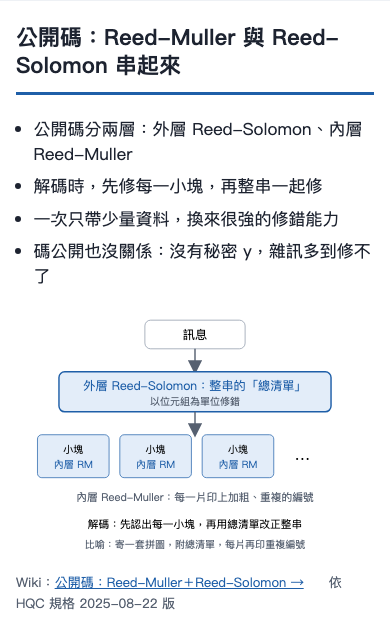 公開碼：Reed–Muller 與 Reed–
Solomon 串起來
• 公開碼分兩層：外層 Reed–Solomon、內層
Reed–Muller
• 解碼時，先修每一小塊，再整串一起修
• 一次只帶少量資料，換來很強的修錯能力
• 碼公開也沒關係：沒有秘密 y，雜訊多到修不
了
訊息
外層 Reed–Solomon：整串的「總清單」
以位元組為單位修錯
小塊 小塊 小塊
內層 RM 內層 RM 內層 RM …
內層 Reed–Muller：每一片印上加粗、重複的編號
解碼：先認出每一小塊，再用總清單改正整串
比喻：寄一套拼圖，附總清單，每片再印重複編號
Wiki：公開碼：Reed–Muller＋Reed–Solomon → 依
HQC 規格 2025-08-22 版